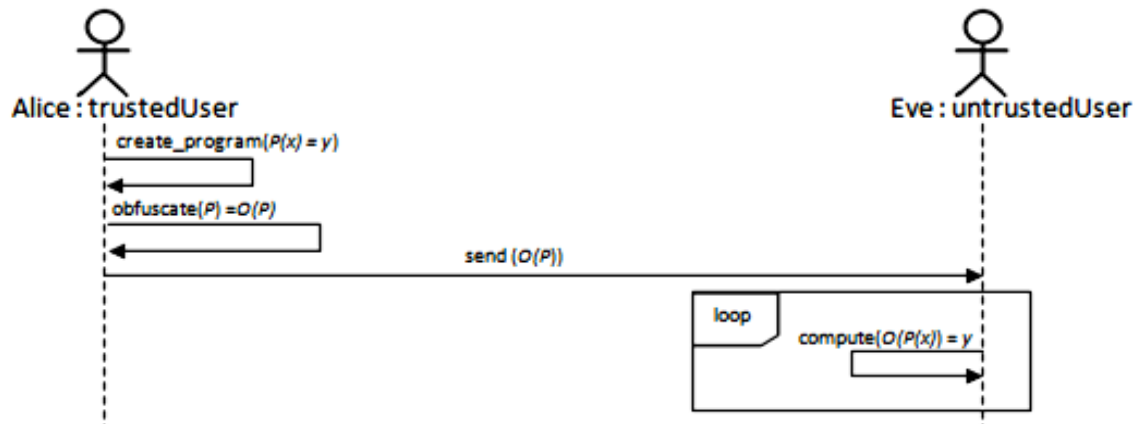 Alice : trustedUser
Eve : untrustedUser
create_program(P(x) = y)
obfuscate(P) =O(P)
send (O(P))
loop
compute(O(P(x)) = y